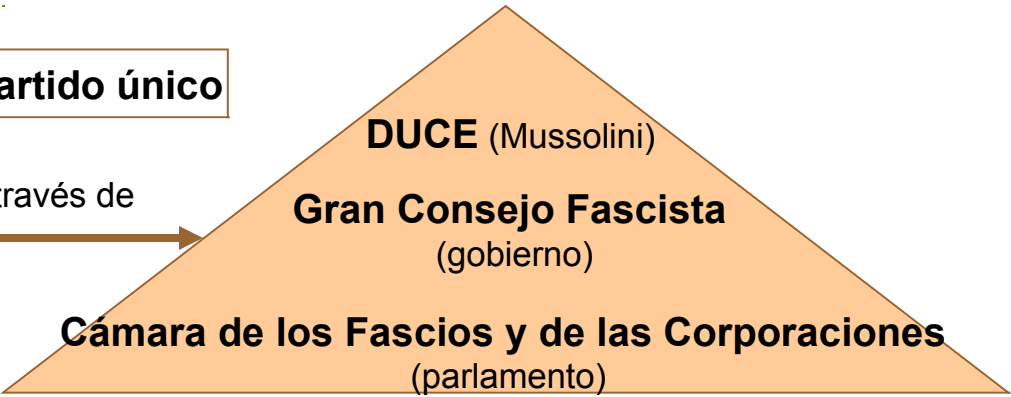 artido único
DUCE (Mussolini)
través de
Gran Consejo Fascista
(gobierno)
Cámara de los Fascios y de las Corporaciones
(parlamento)